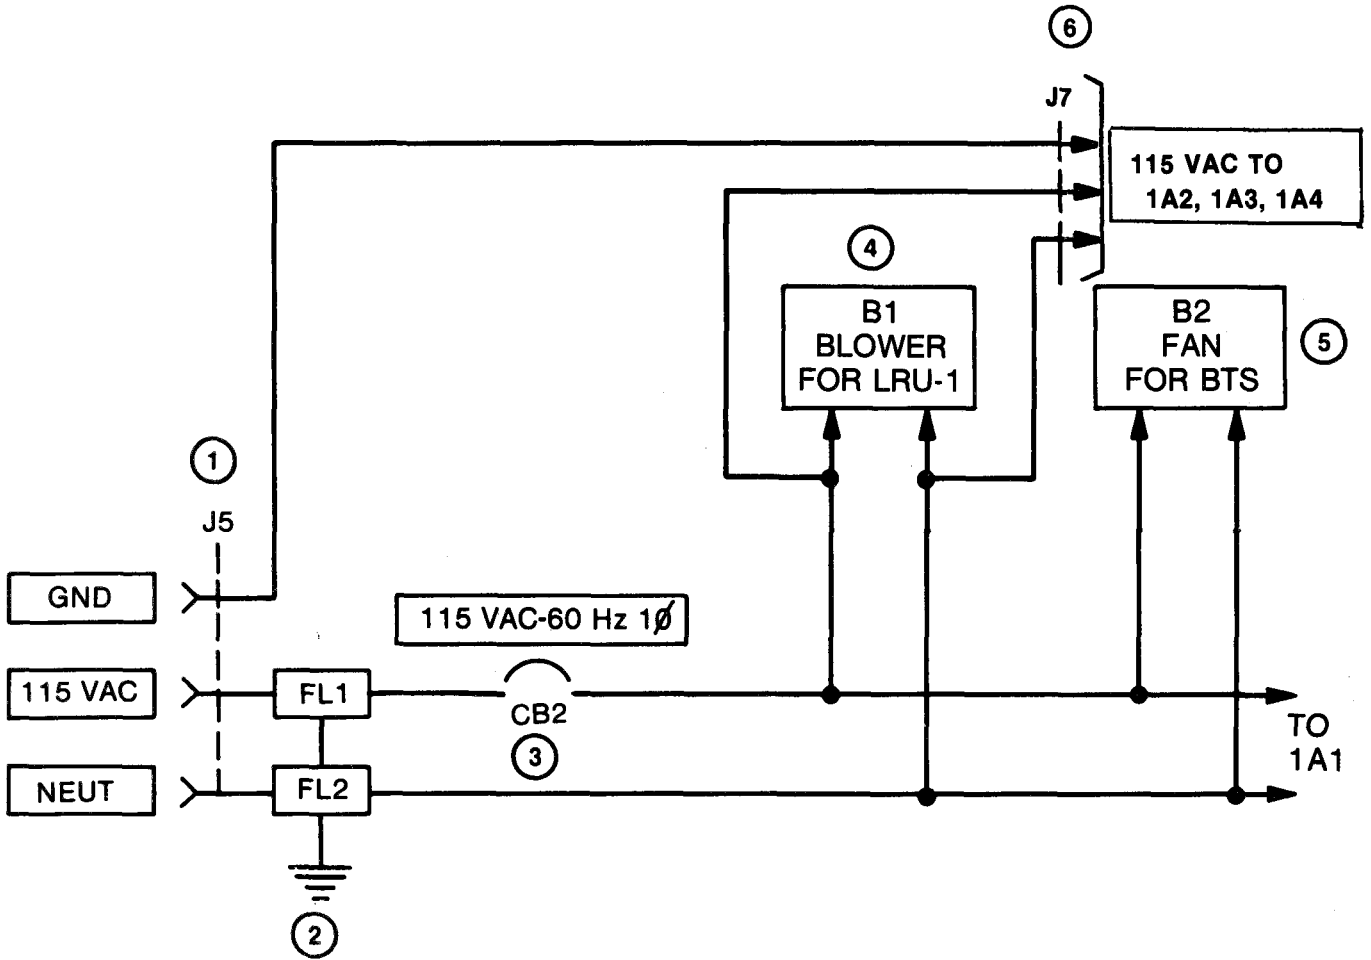 6
J7
115 VAC TO
1A2, 1A3, 1A4
4
B1
BLOWER
FOR LRU-1
B2
FAN
FOR BTS
5
1
J5
GND
115 VAC-60 Hz 1Ø
115 VAC
FL1
CB2
3
TO
1A1
NEUT
FL2
2